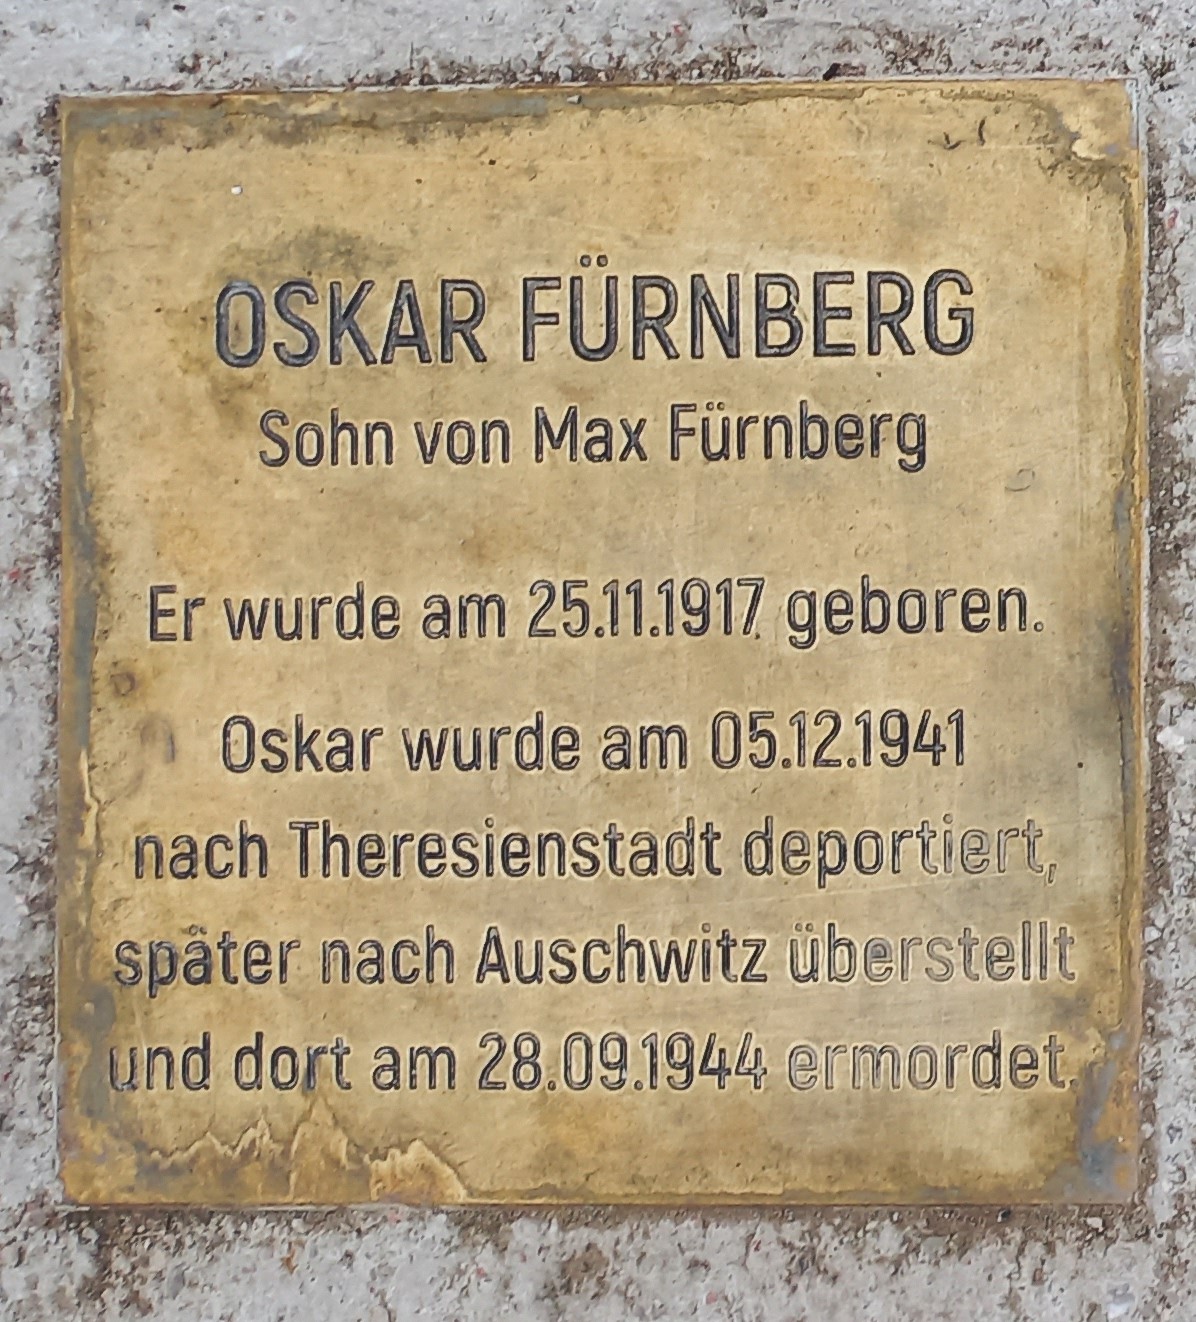 OSKAR FÜRNBERG
Sohn von Max Fürnberg
Er wurde am 25.11.1917 geboren.
Oskar wurde am 05.12.1941
nach Theresienstadt deportiert,
später nach Auschwitz überstellt
und dort am 28.09.1944 ermordet.